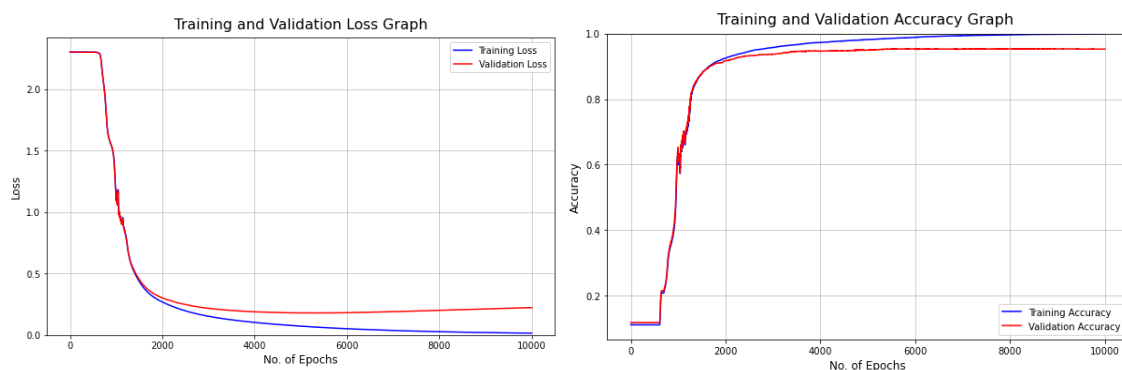 Training and Validation Loss Graph
Training Loss
Validation Loss
2.0
1.5
1.0
0.5
0.0
Loss
0
2000
4000
6000
8000
10000
No. of Epochs
Training and Validation Accuracy Graph
1.0
0.8
0.6
0.4
0.2
Accuracy
Training Accuracy
Validation Accuracy
0
2000
4000
6000
8000
10000
No. of Epochs